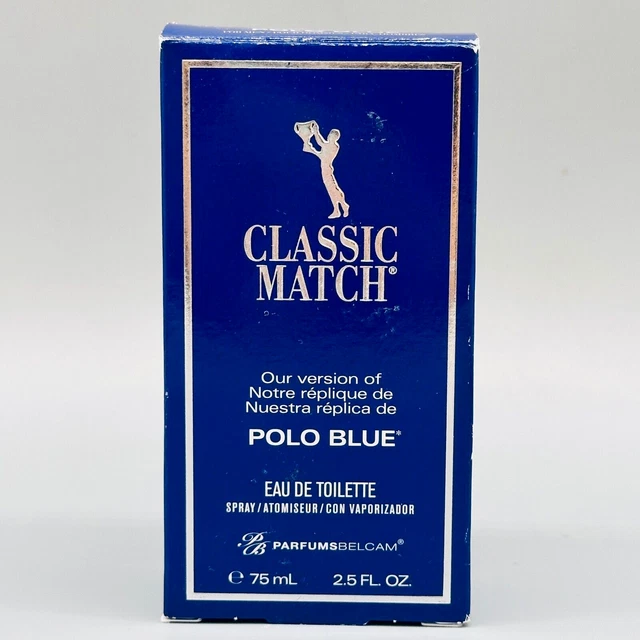 CLASSIC
MATCH®
Our version of
Notre réplique de
Nuestra réplica de
POLO BLUE*
EAU DE TOILETTE
SPRAY/ATOMISEUR/CON VAPORIZADOR
PB PARFUMSBELCAM®
℮ 75 mL 2.5 FL. OZ.